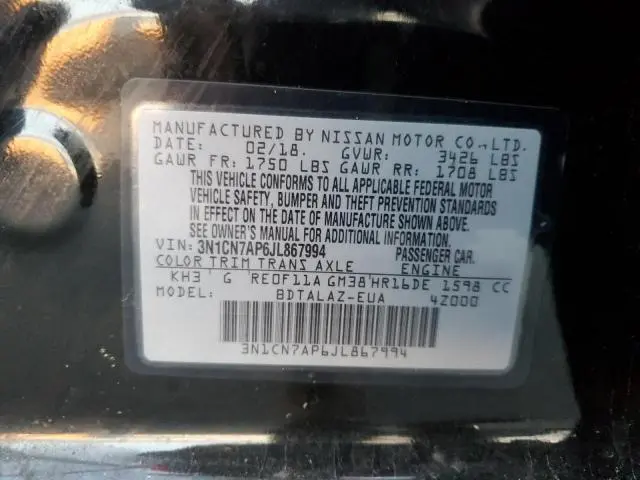 MANUFACTURED BY NISSAN MOTOR CO.,LTD.
DATE: 02/18. GVWR: 3426 LBS
GAWR FR: 1750 LBS GAWR RR: 1708 LBS
THIS VEHICLE CONFORMS TO ALL APPLICABLE FEDERAL MOTOR
VEHICLE SAFETY, BUMPER AND THEFT PREVENTION STANDARDS
IN EFFECT ON THE DATE OF MANUFACTURE SHOWN ABOVE.
SEE OWNER'S MANUAL FOR ADDITIONAL INFORMATION
VIN: 3N1CN7AP6JL867994 PASSENGER CAR.
COLOR TRIM TRANS AXLE ENGINE
KH3 G RE0F11A GM38 HR16DE 1598 CC
MODEL: BDTALAZ-EUA 4Z000
3N1CN7AP6JL867994